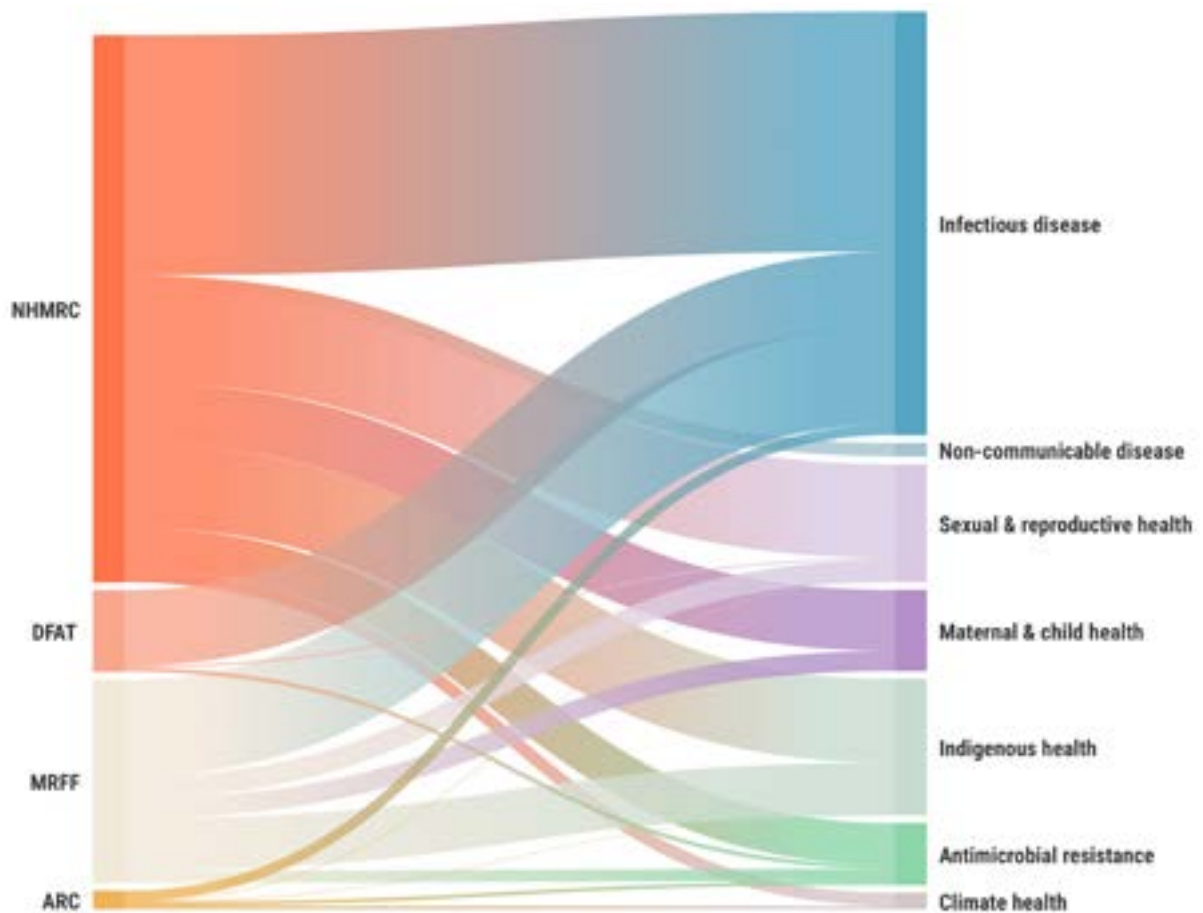 NHMRC
DFAT
MRFF
ARC
Infectious disease
Non-communicable disease
Sexual & reproductive health
Maternal & child health
Indigenous health
Antimicrobial resistance
Climate health